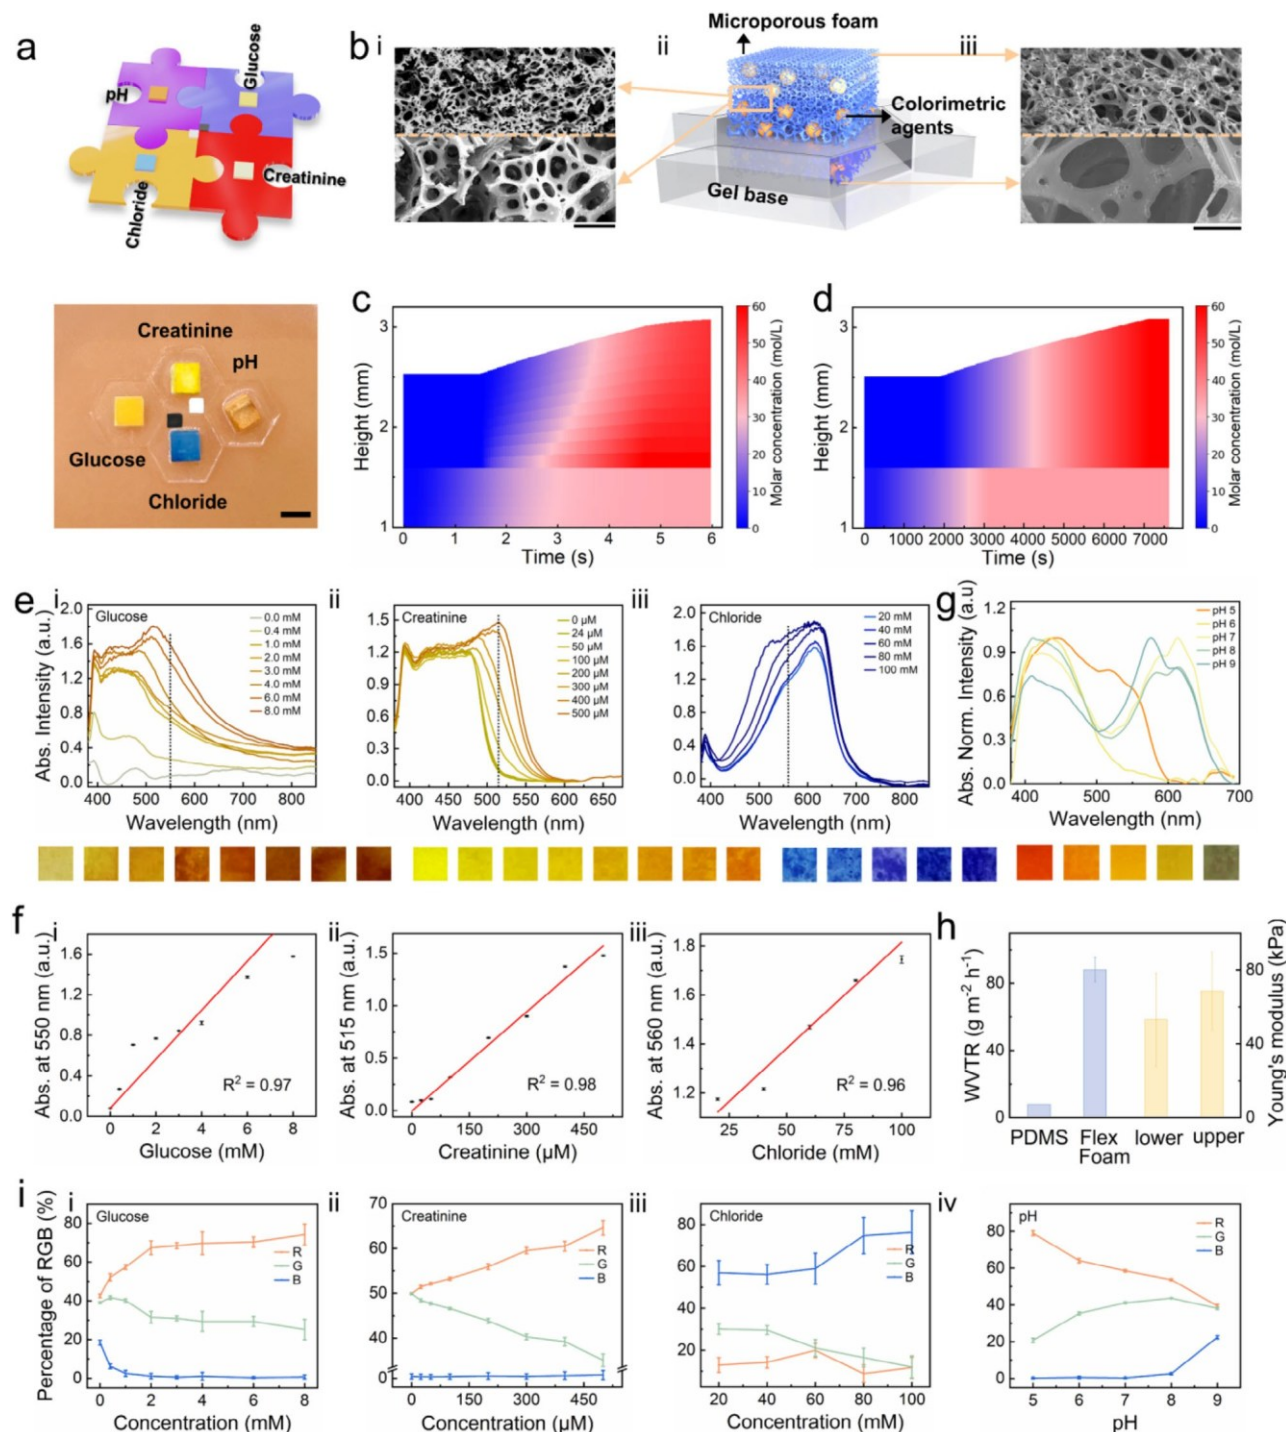 a
pH
Glucose
Chloride
Creatinine
b
i
ii
iii
Microporous foam
Colorimetric
agents
Gel base
Creatinine
pH
Glucose
Chloride
c
Height (mm)
3
2
1
0 1 2 3 4 5 6
Time (s)
60
50
40
30
20
10
0
Molar concentration (mol/L)
d
Height (mm)
3
2
1
0 1000 2000 3000 4000 5000 6000 7000
Time (s)
60
50
40
30
20
10
0
Molar concentration (mol/L)
e
i
Glucose
Abs. Intensity (a.u.)
2.0
1.6
1.2
0.8
0.4
0.0
0.0 mM
0.4 mM
1.0 mM
2.0 mM
3.0 mM
4.0 mM
6.0 mM
8.0 mM
400 500 600 700 800
Wavelength (nm)
ii
Creatinine
1.5
1.2
0.9
0.6
0.3
0.0
0 µM
24 µM
50 µM
100 µM
200 µM
300 µM
400 µM
500 µM
400 450 500 550 600 650
Wavelength (nm)
iii
Chloride
2.0
1.6
1.2
0.8
0.4
0.0
20 mM
40 mM
60 mM
80 mM
100 mM
400 500 600 700 800
Wavelength (nm)
g
Abs. Norm. Intensity (a.u)
1.2
0.9
0.6
0.3
0.0
pH 5
pH 6
pH 7
pH 8
pH 9
400 500 600 700
Wavelength (nm)
f
i
Abs. at 550 nm (a.u.)
1.6
1.2
0.8
0.4
0.0
R² = 0.97
0 2 4 6 8
Glucose (mM)
ii
Abs. at 515 nm (a.u.)
1.5
1.0
0.5
0.0
R² = 0.98
0 150 300 450
Creatinine (µM)
iii
Abs. at 560 nm (a.u.)
1.8
1.6
1.4
1.2
R² = 0.96
25 50 75 100
Chloride (mM)
h
WVTR (g m⁻² h⁻¹)
80
40
0
80
40
0
Young's modulus (kPa)
PDMS Flex lower upper
Foam
i
i
Glucose
Percentage of RGB (%)
80
60
40
20
0
R
G
B
0 2 4 6 8
Concentration (mM)
ii
Creatinine
70
60
50
40
0
R
G
B
0 150 300 450
Concentration (µM)
iii
Chloride
80
60
40
20
R
G
B
20 40 60 80 100
Concentration (mM)
iv
pH
80
60
40
20
0
R
G
B
5 6 7 8 9
pH